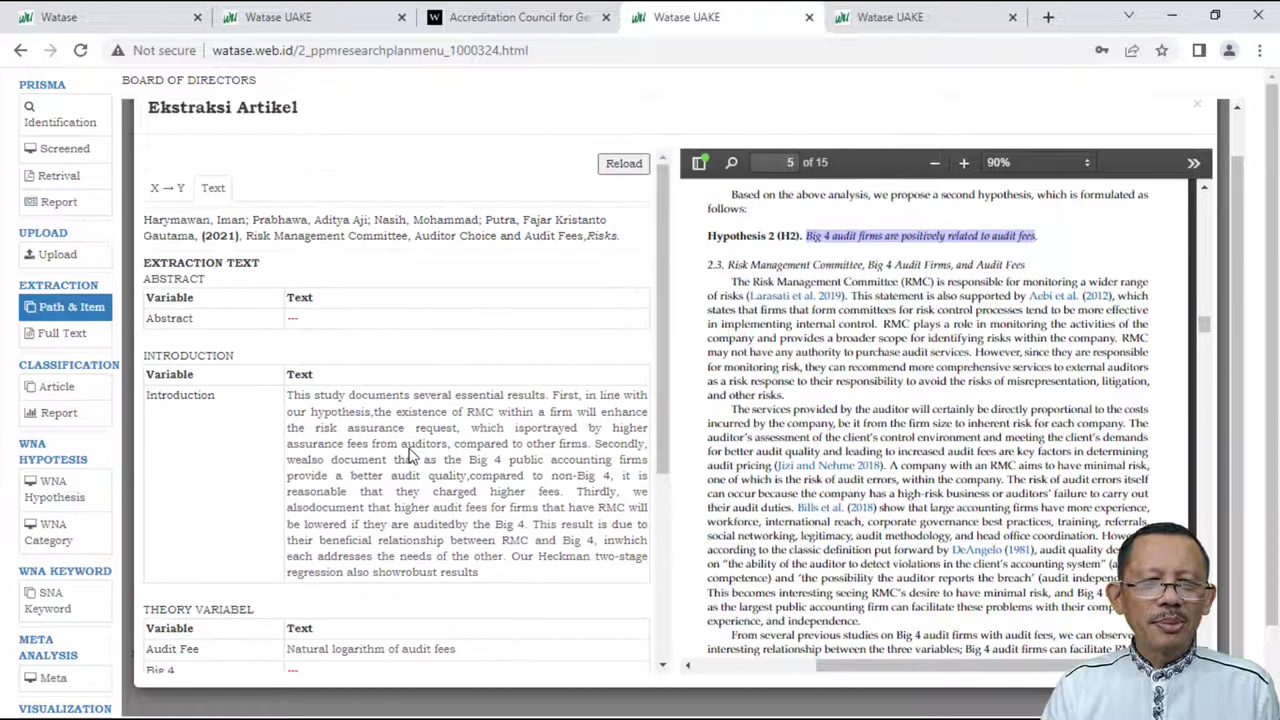 Watase
Watase UAKE
Accreditation Council for Ge
Watase UAKE
Watase UAKE
Not secure
watase.web.id/2_ppmresearchplanmenu_1000324.html
PRISMA
Identification
Screened
Retrival
Report
UPLOAD
Upload
EXTRACTION
Path & Item
Full Text
CLASSIFICATION
Article
Report
WNA
HYPOTESIS
WNA
Hypothesis
WNA
Category
WNA KEYWORD
SNA
Keyword
META
ANALYSIS
Meta
VISUALIZATION
BOARD OF DIRECTORS
Ekstraksi Artikel
Reload
X → Y
Text
Harymawan, Iman; Prabhawa, Aditya Aji; Nasih, Mohammad; Putra, Fajar Kristanto
Gautama, (2021), Risk Management Committee, Auditor Choice and Audit Fees,Risks.
EXTRACTION TEXT
ABSTRACT
Variable Text
Abstract ---
INTRODUCTION
Variable Text
Introduction This study documents several essential results. First, in line with
our hypothesis,the existence of RMC within a firm will enhance
the risk assurance request, which isportrayed by higher
assurance fees from auditors, compared to other firms. Secondly,
wealso document that as the Big 4 public accounting firms
provide a better audit quality,compared to non-Big 4, it is
reasonable that they charged higher fees. Thirdly, we
alsodocument that higher audit fees for firms that have RMC will
be lowered if they are auditedby the Big 4. This result is due to
their beneficial relationship between RMC and Big 4, inwhich
each addresses the needs of the other. Our Heckman two-stage
regression also showrobust results
THEORY VARIABEL
Variable Text
Audit Fee Natural logarithm of audit fees
Big 4 ---
5 of 15
90%
Based on the above analysis, we propose a second hypothesis, which is formulated as
follows:
Hypothesis 2 (H2). Big 4 audit firms are positively related to audit fees.
2.3. Risk Management Committee, Big 4 Audit Firms, and Audit Fees
The Risk Management Committee (RMC) is responsible for monitoring a wider range
of risks (Larasati et al. 2019). This statement is also supported by Aebi et al. (2012), which
states that firms that form committees for risk control processes tend to be more effective
in implementing internal control. RMC plays a role in monitoring the activities of the
company and provides a broader scope for identifying risks within the company. RMC
may not have any authority to purchase audit services. However, since they are responsible
for monitoring risk, they can recommend more comprehensive services to external auditors
as a risk response to their responsibility to avoid the risks of misrepresentation, litigation,
and other risks.
The services provided by the auditor will certainly be directly proportional to the costs
incurred by the company, be it from the firm size to inherent risk for each company. The
auditor's assessment of the client's control environment and meeting the client's demands
for better audit quality and leading to increased audit fees are key factors in determining
audit pricing (Jizi and Nehme 2018). A company with an RMC aims to have minimal risk,
one of which is the risk of audit errors, within the company. The risk of audit errors itself
can occur because the company has a high-risk business or auditors' failure to carry out
their audit duties. Bills et al. (2018) show that large accounting firms have more experience,
workforce, international reach, corporate governance best practices, training, referrals,
social networking, legitimacy, audit methodology, and head office coordination. Howe
according to the classic definition put forward by DeAngelo (1981), audit quality de
on "the ability of the auditor to detect violations in the client's accounting system" (a
competence) and 'the possibility the auditor reports the breach' (audit indepen
This becomes interesting seeing RMC's desire to have minimal risk, and Big
as the largest public accounting firm can facilitate these problems with their com
experience, and independence.
From several previous studies on Big 4 audit firms with audit fees, we can observe
interesting relationship between the three variables; Big 4 audit firms can facilitate